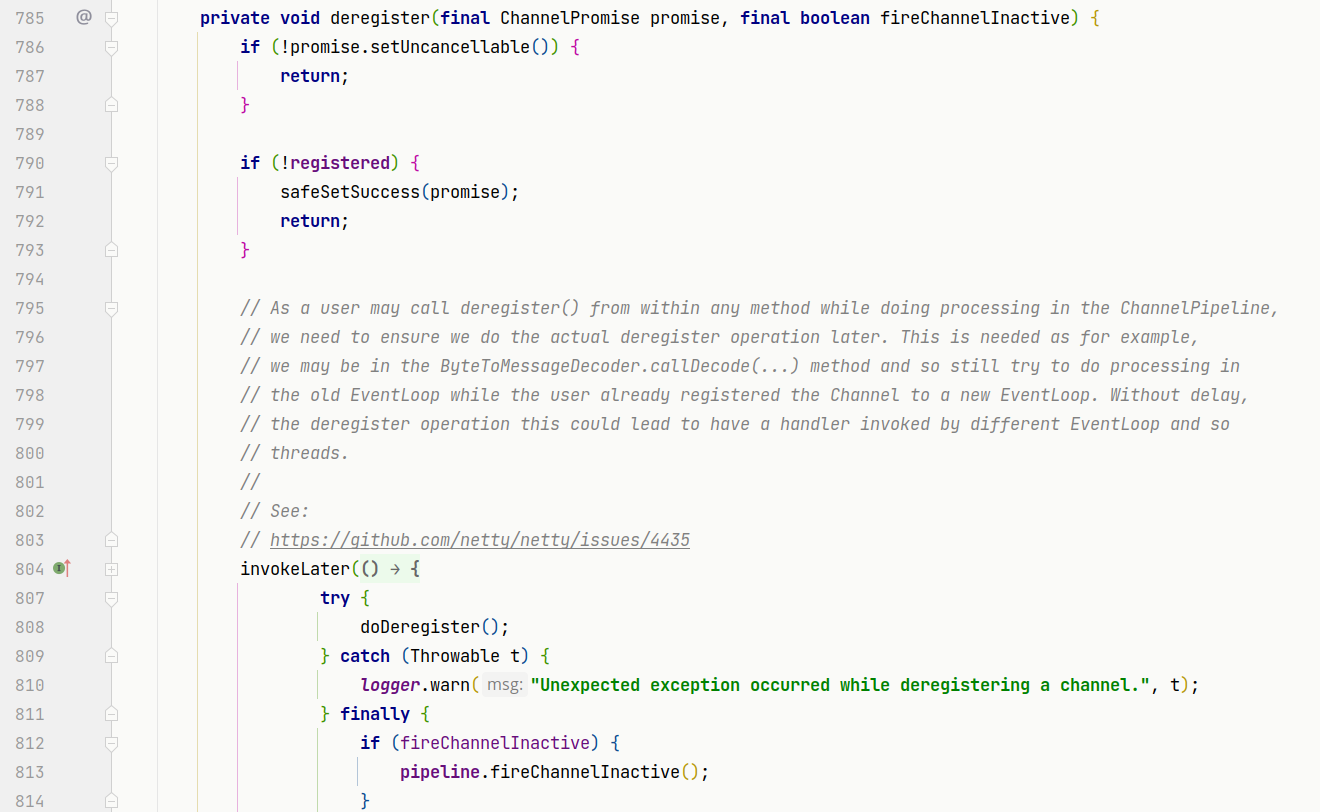 785 @ private void deregister(final ChannelPromise promise, final boolean fireChannelInactive) {
786 if (!promise.setUncancellable()) {
787 return;
788 }
789
790 if (!registered) {
791 safeSetSuccess(promise);
792 return;
793 }
794
795 // As a user may call deregister() from within any method while doing processing in the ChannelPipeline,
796 // we need to ensure we do the actual deregister operation later. This is needed as for example,
797 // we may be in the ByteToMessageDecoder.callDecode(...) method and so still try to do processing in
798 // the old EventLoop while the user already registered the Channel to a new EventLoop. Without delay,
799 // the deregister operation this could lead to have a handler invoked by different EventLoop and so
800 // threads.
801 //
802 // See:
803 // https://github.com/netty/netty/issues/4435
804 invokeLater(() → {
807 try {
808 doDeregister();
809 } catch (Throwable t) {
810 logger.warn( msg: "Unexpected exception occurred while deregistering a channel.", t);
811 } finally {
812 if (fireChannelInactive) {
813 pipeline.fireChannelInactive();
814 }